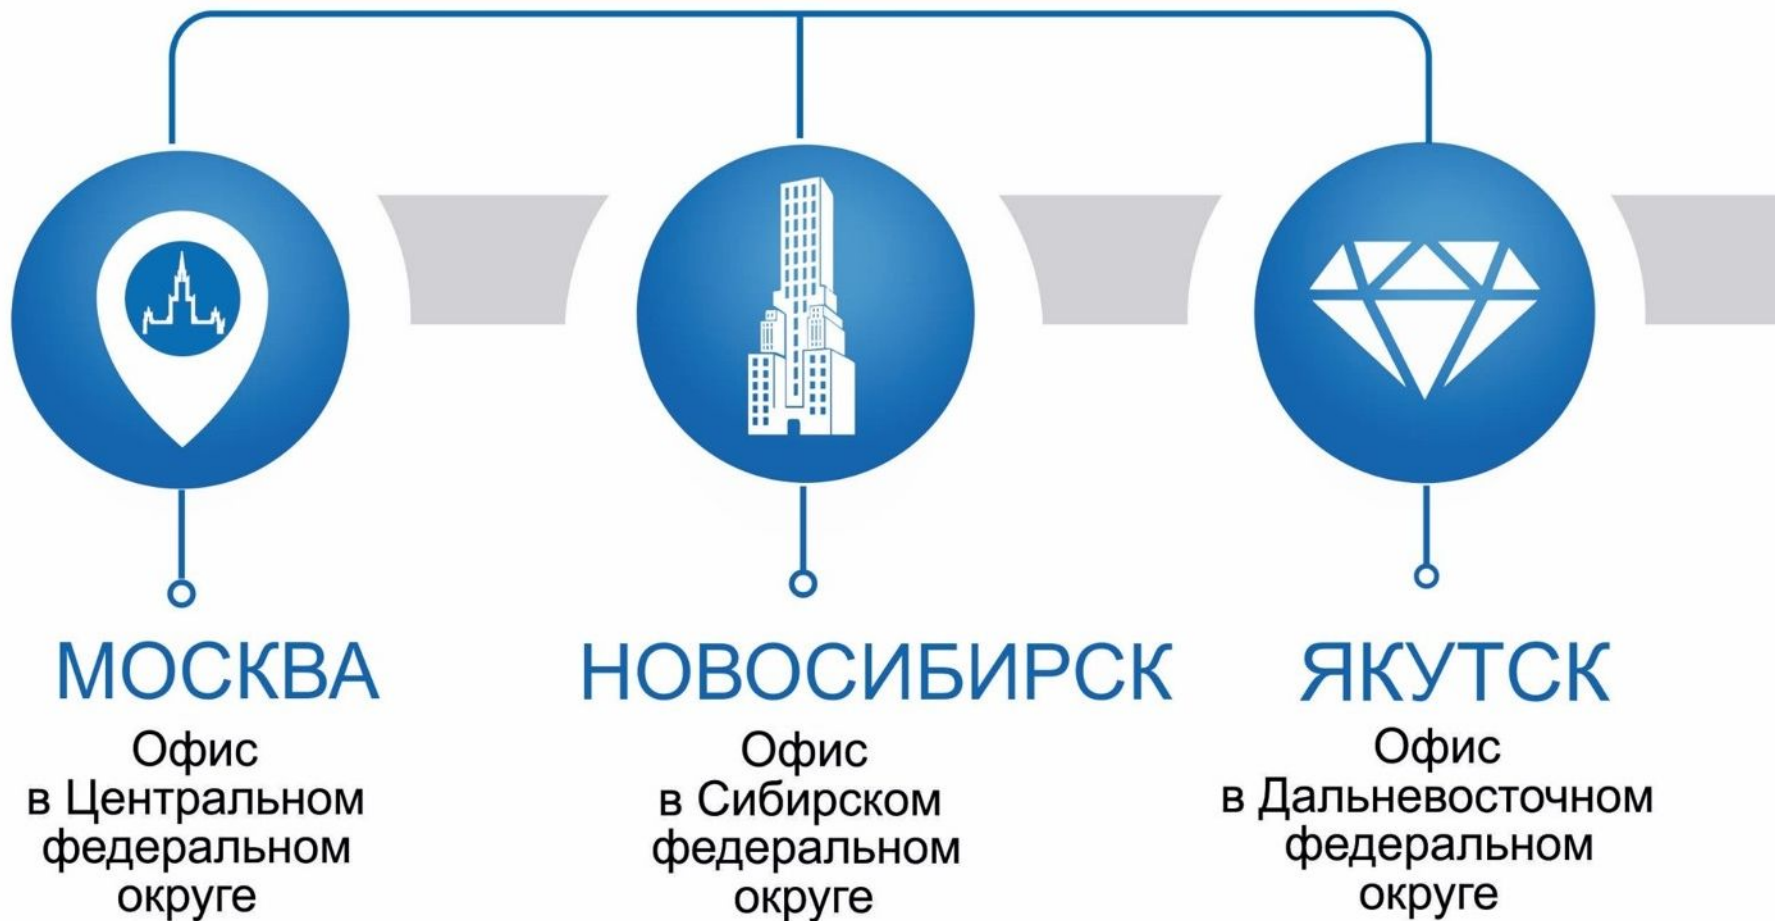 МОСКВА
Офис
в Центральном
федеральном
округе
НОВОСИБИРСК
Офис
в Сибирском
федеральном
округе
ЯКУТСК
Офис
в Дальневосточном
федеральном
округе